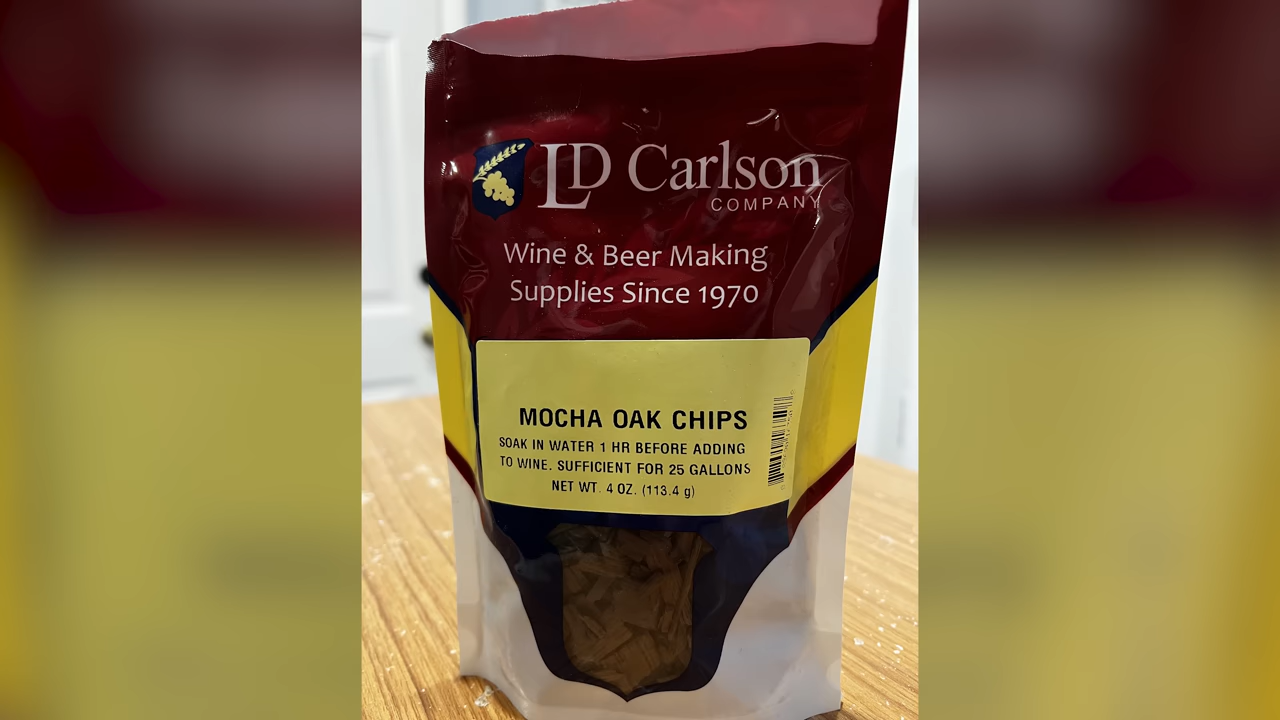 LD Carlson
COMPANY
Wine & Beer Making
Supplies Since 1970
MOCHA OAK CHIPS
SOAK IN WATER 1 HR BEFORE ADDING
TO WINE. SUFFICIENT FOR 25 GALLONS
NET WT. 4 OZ. (113.4 g)